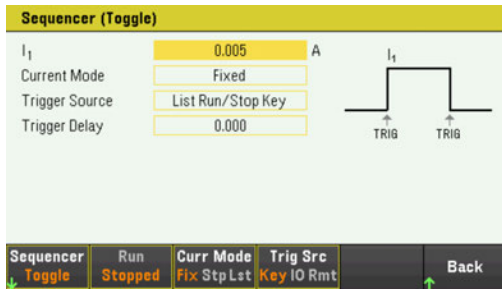 Sequencer (Toggle)
I1 0.005 A
Current Mode Fixed
Trigger Source List Run/Stop Key
Trigger Delay 0.000
I1
TRIG TRIG
Sequencer Run Curr Mode Trig Src
Toggle Stopped Fix Stp Lst Key IO Rmt Back